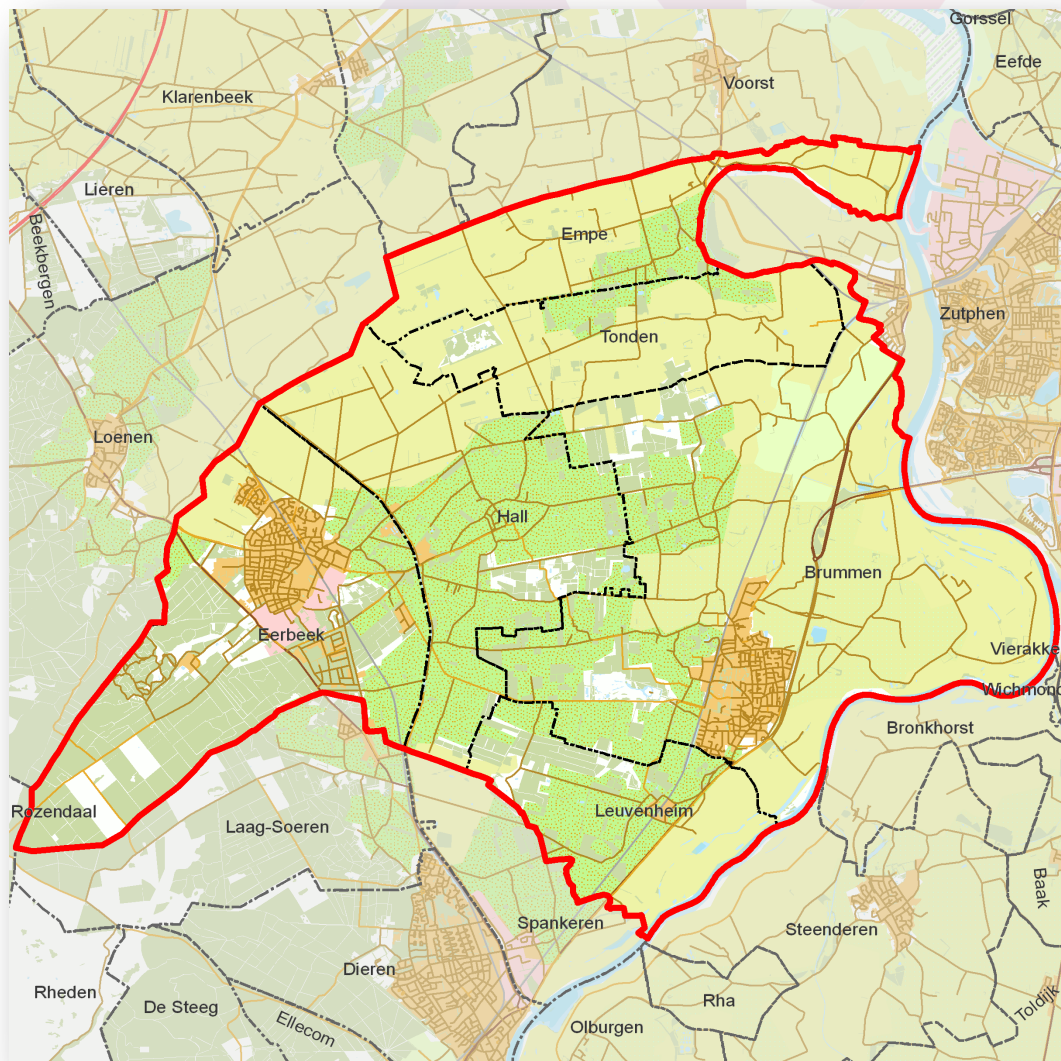 Gorssel
Eefde
Voorst
Klarenbeek
Lieren
Beekbergen
Empe
Zutphen
Tonden
Loenen
Hall
Brummen
Eerbeek
Vierakke
Wichmond
Bronkhorst
Rozendaal
Leuvenheim
Laag-Soeren
Baak
Spankeren
Steenderen
Dieren
Rheden
Rha
De Steeg
Toldijk
Ellecom
Olburgen